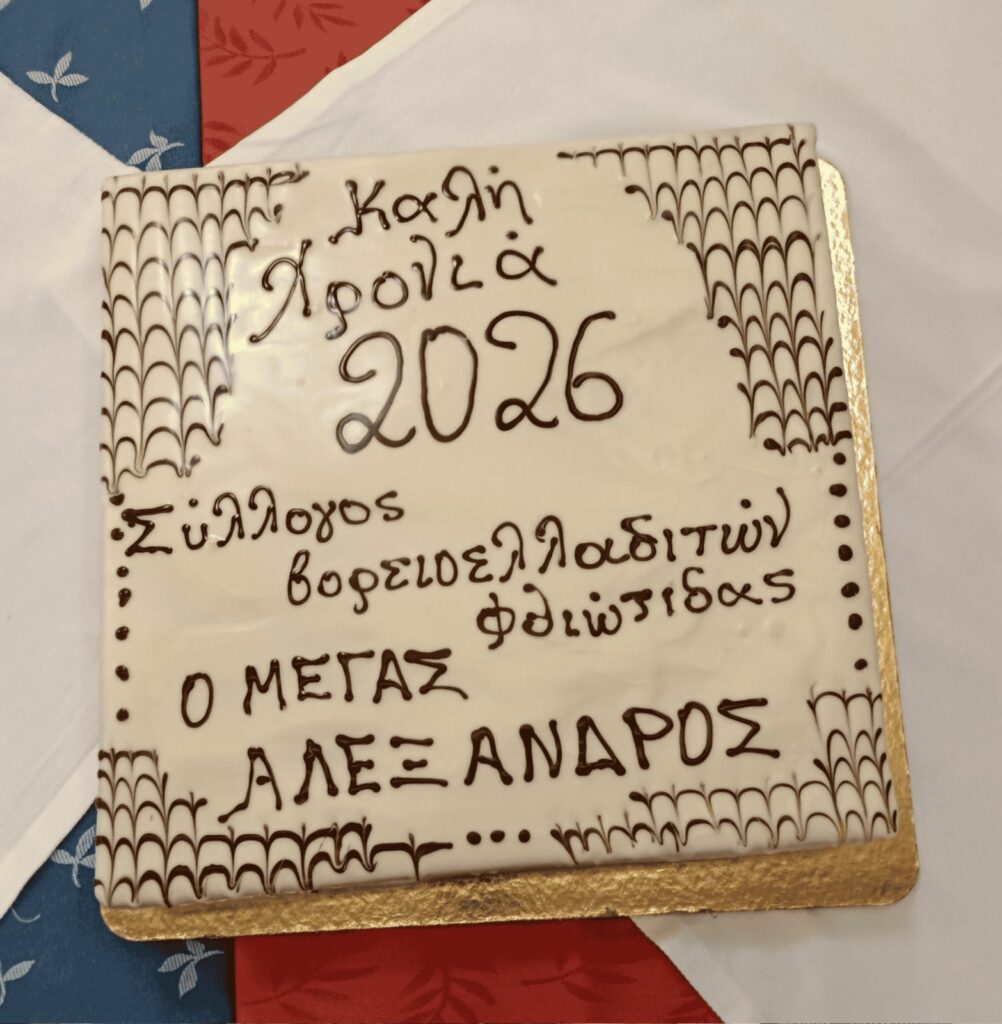 Καλή
Χρονιά
2026
Σύλλογος
βορειοελλαδιτών
Φθιώτιδας
Ο ΜΕΓΑΣ
ΑΛΕΞΑΝΔΡΟΣ